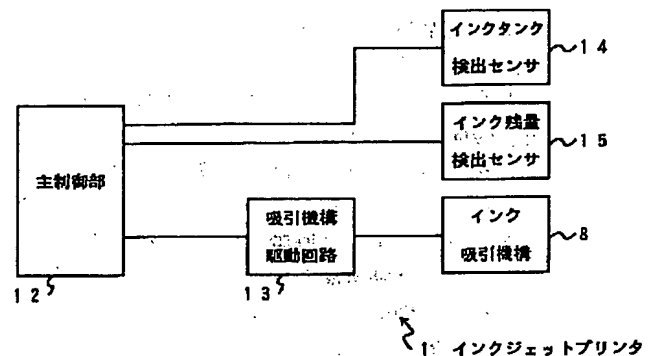 インクタンク
検出センサ
14
インク残量
検出センサ
15
主制御部
12
吸引機構
駆動回路
13
インク
吸引機構
8
1 インクジェットプリンタ